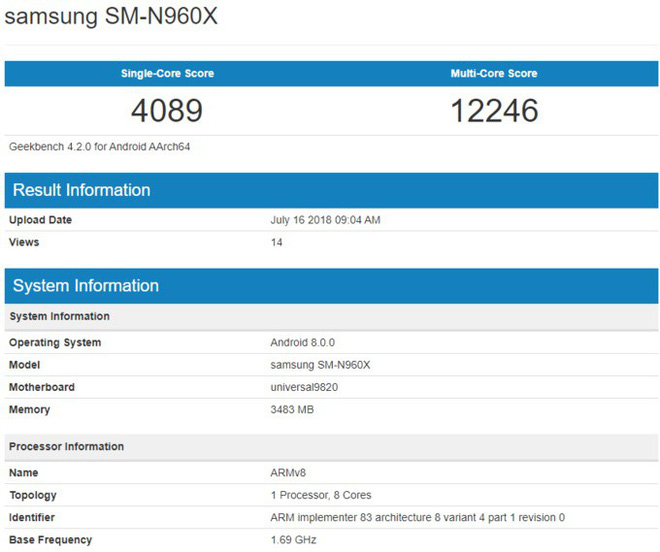 samsung SM-N960X
Single-Core Score Multi-Core Score
4089 12246
Geekbench 4.2.0 for Android AArch64
Result Information
Upload Date July 16 2018 09:04 AM
Views 14
System Information
System Information
Operating System Android 8.0.0
Model samsung SM-N960X
Motherboard universal9820
Memory 3483 MB
Processor Information
Name ARMv8
Topology 1 Processor, 8 Cores
Identifier ARM implementer 83 architecture 8 variant 4 part 1 revision 0
Base Frequency 1.69 GHz